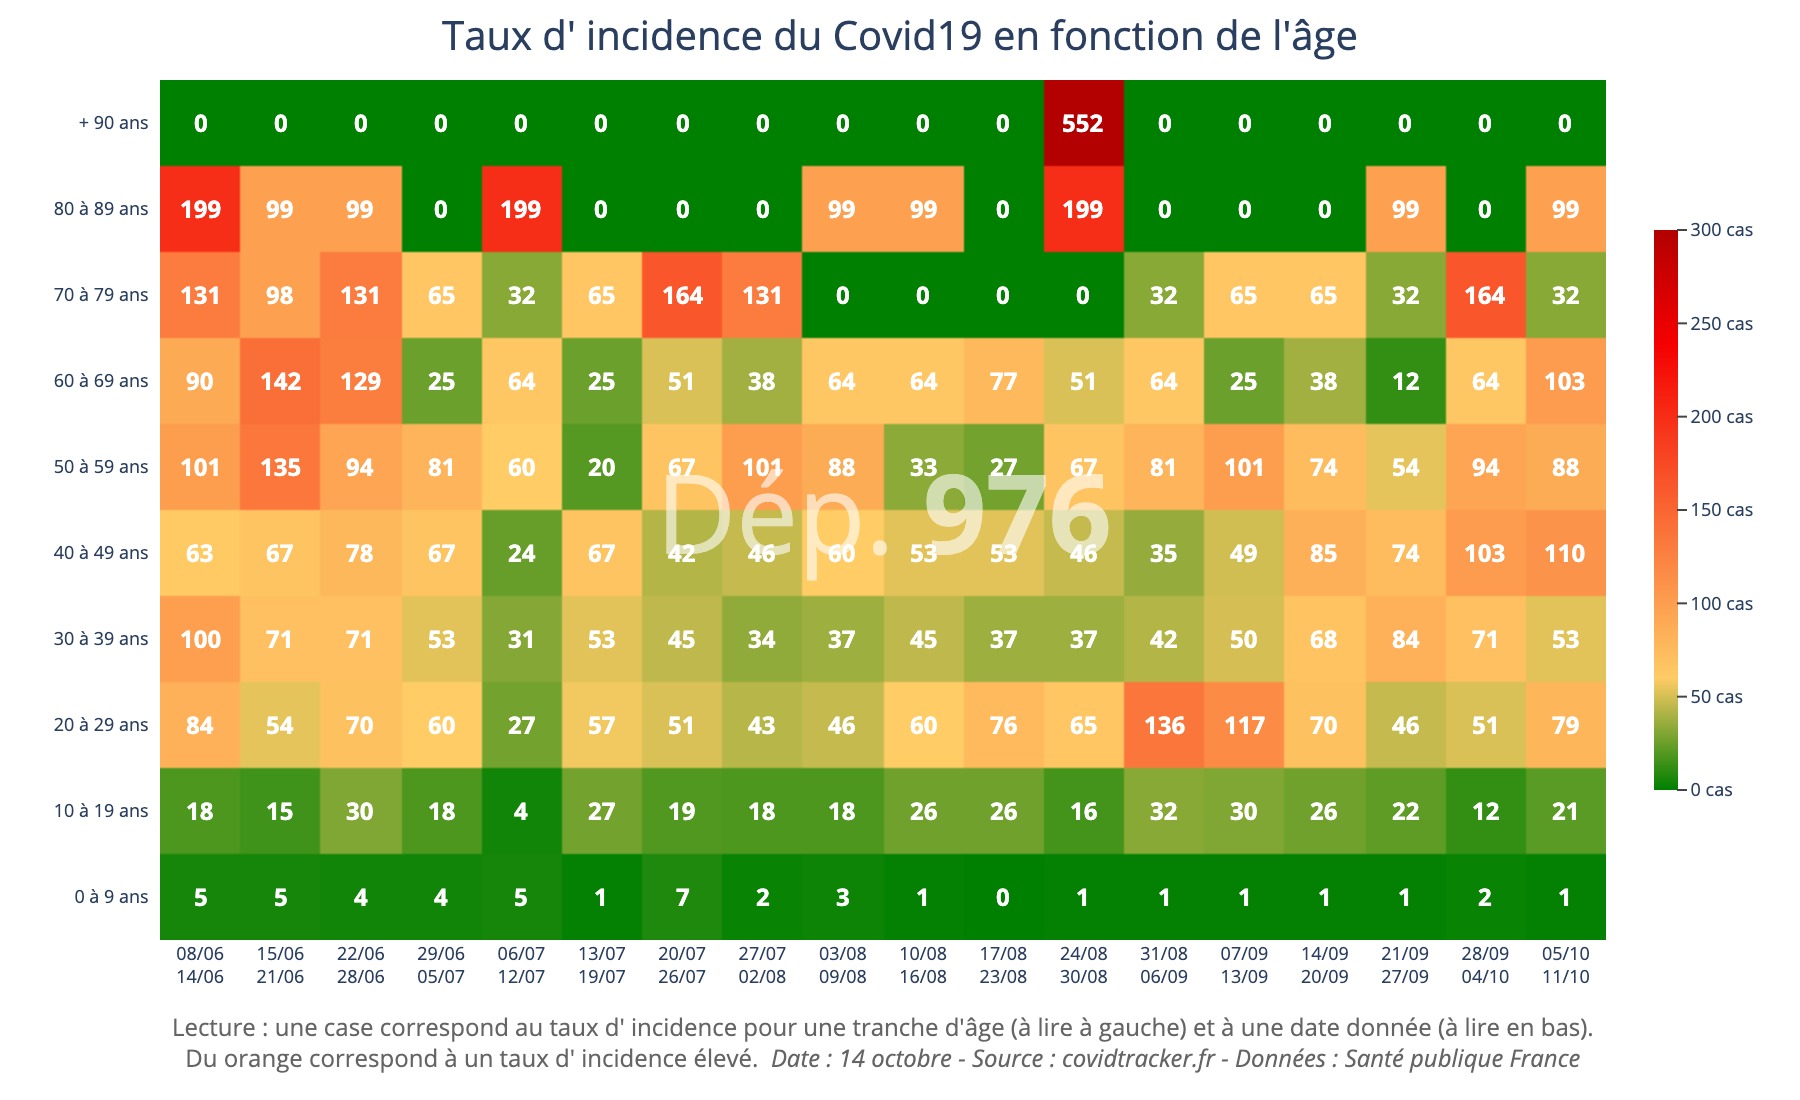 Taux d' incidence du Covid19 en fonction de l'âge
+ 90 ans 0 0 0 0 0 0 0 0 0 0 0 552 0 0 0 0 0 0
80 à 89 ans 199 99 99 0 199 0 0 0 99 99 0 199 0 0 0 99 0 99
300 cas
70 à 79 ans 131 98 131 65 32 65 164 131 0 0 0 0 32 65 65 32 164 32
250 cas
60 à 69 ans 90 142 129 25 64 25 51 38 64 64 77 51 64 25 38 12 64 103
200 cas
50 à 59 ans 101 135 94 81 60 20 67 101 88 33 27 67 81 101 74 54 94 88
Dép. 976
150 cas
40 à 49 ans 63 67 78 67 24 67 42 46 60 53 53 46 35 49 85 74 103 110
100 cas
30 à 39 ans 100 71 71 53 31 53 45 34 37 45 37 37 42 50 68 84 71 53
50 cas
20 à 29 ans 84 54 70 60 27 57 51 43 46 60 76 65 136 117 70 46 51 79
0 cas
10 à 19 ans 18 15 30 18 4 27 19 18 18 26 26 16 32 30 26 22 12 21
0 à 9 ans 5 5 4 4 5 1 7 2 3 1 0 1 1 1 1 1 2 1
08/06 15/06 22/06 29/06 06/07 13/07 20/07 27/07 03/08 10/08 17/08 24/08 31/08 07/09 14/09 21/09 28/09 05/10
14/06 21/06 28/06 05/07 12/07 19/07 26/07 02/08 09/08 16/08 23/08 30/08 06/09 13/09 20/09 27/09 04/10 11/10
Lecture : une case correspond au taux d' incidence pour une tranche d'âge (à lire à gauche) et à une date donnée (à lire en bas).
Du orange correspond à un taux d' incidence élevé. Date : 14 octobre - Source : covidtracker.fr - Données : Santé publique France